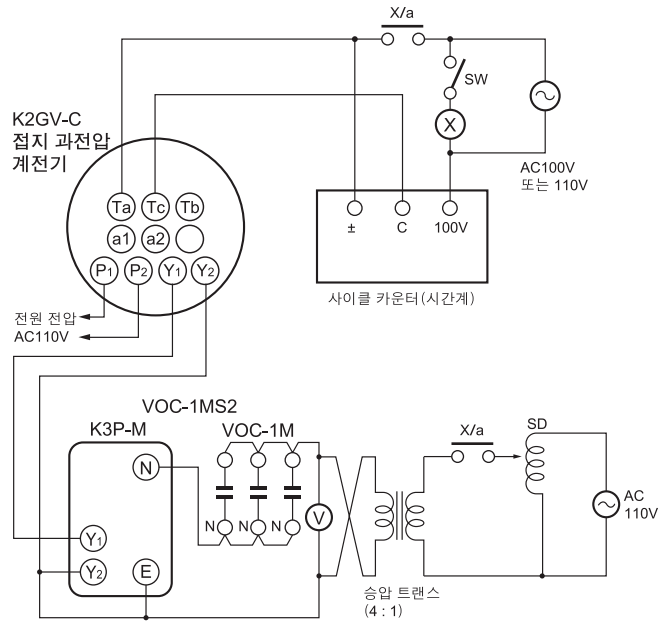 X/a
SW
X
AC100V
또는 110V
K2GV-C
접지 과전압
계전기
Ta Tc Tb
a1 a2
P1 P2 Y1 Y2
± C 100V
사이클 카운터(시간계)
전원 전압
AC110V
VOC-1MS2
K3P-M
VOC-1M
X/a
SD
N
N N N
V
AC
110V
Y1
Y2 E
승압 트랜스
(4 : 1)